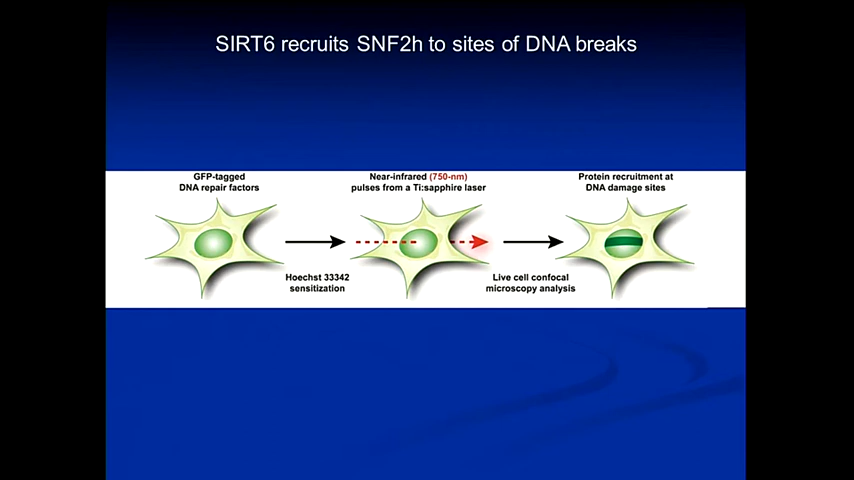 SIRT6 recruits SNF2h to sites of DNA breaks
GFP-tagged
DNA repair factors
Near-infrared (750-nm)
pulses from a Ti:sapphire laser
Protein recruitment at
DNA damage sites
Hoechst 33342
sensitization
Live cell confocal
microscopy analysis